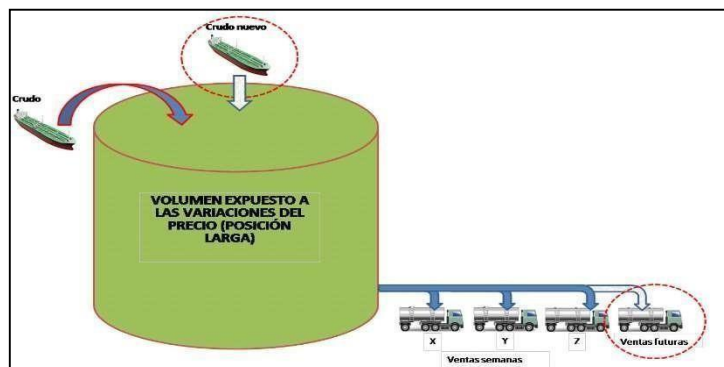 Crudo nuevo
Crudo
VOLUMEN EXPUESTO A
LAS VARIACIONES DEL
PRECIO (POSICIÓN
LARGA)
X
Y
Z
Ventas futuras
Ventas semanas